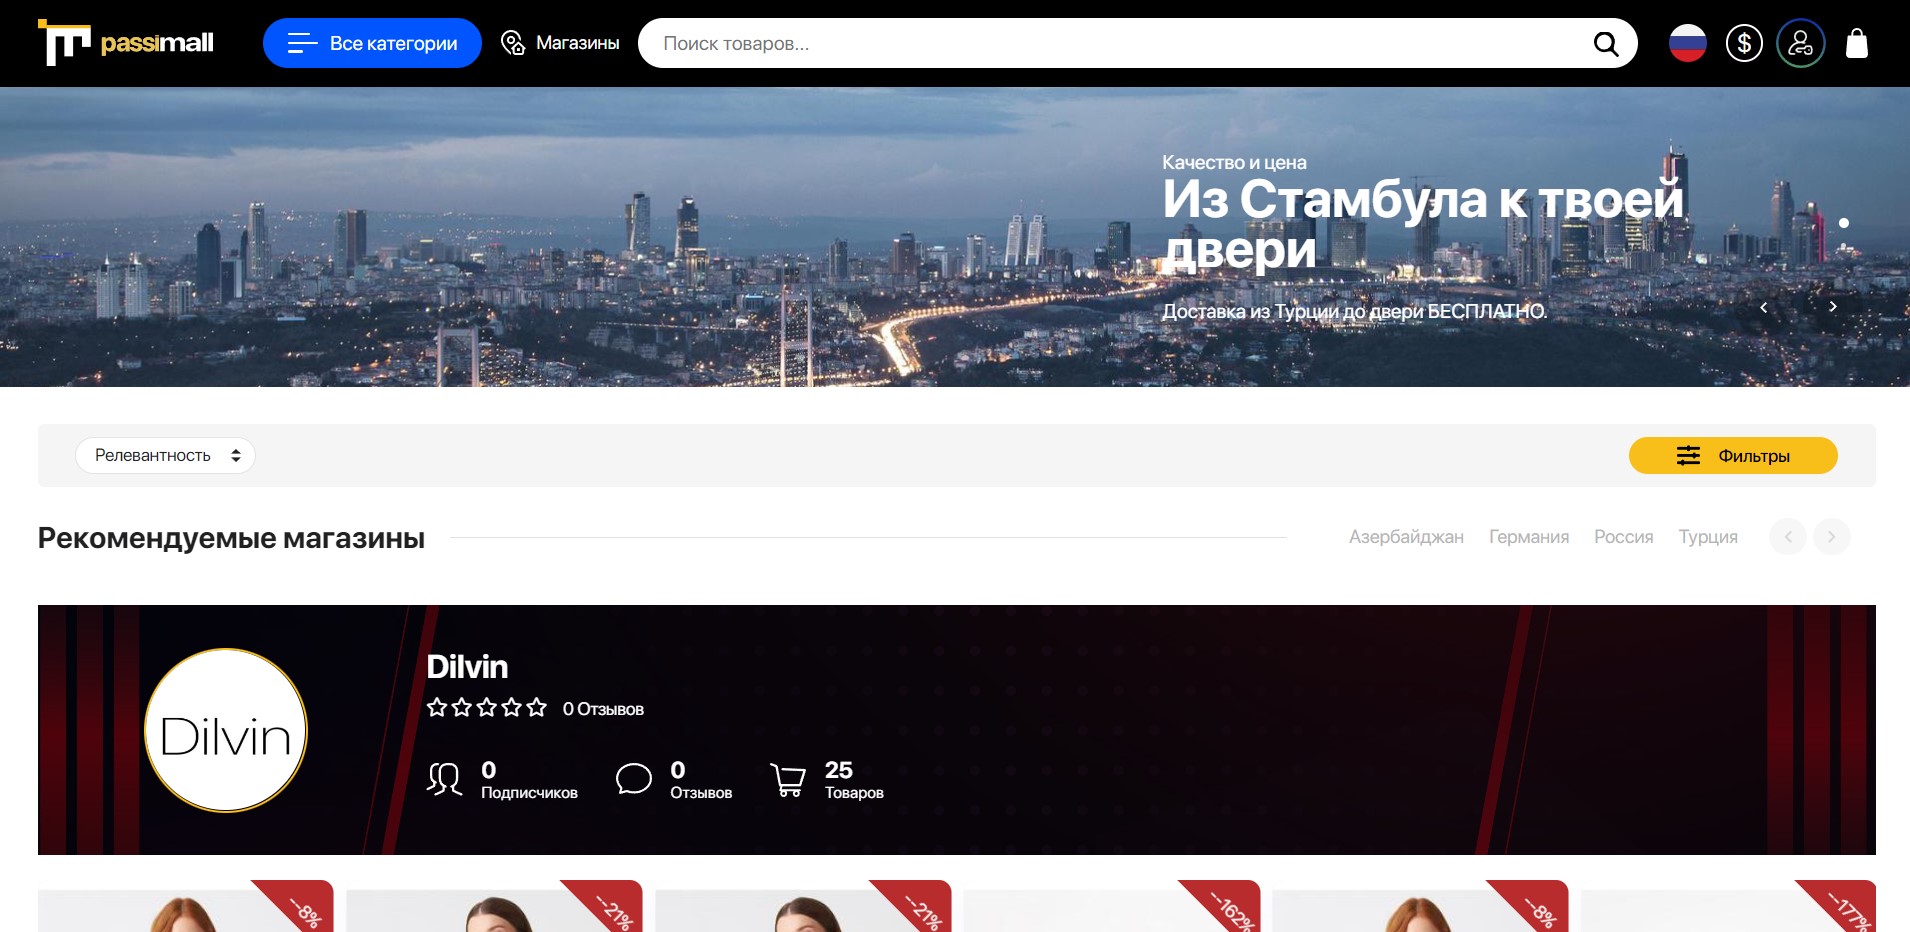 passimall
Все категории
Магазины
Поиск товаров...
$
Качество и цена
Из Стамбула к твоей
двери
Доставка из Турции до двери БЕСПЛАТНО.
Релевантность
Фильтры
Рекомендуемые магазины
Азербайджан
Германия
Россия
Турция
Dilvin
Dilvin
0 Отзывов
0
Подписчиков
0
Отзывов
25
Товаров
--8%
--21%
--21%
--162%
--8%
--177%